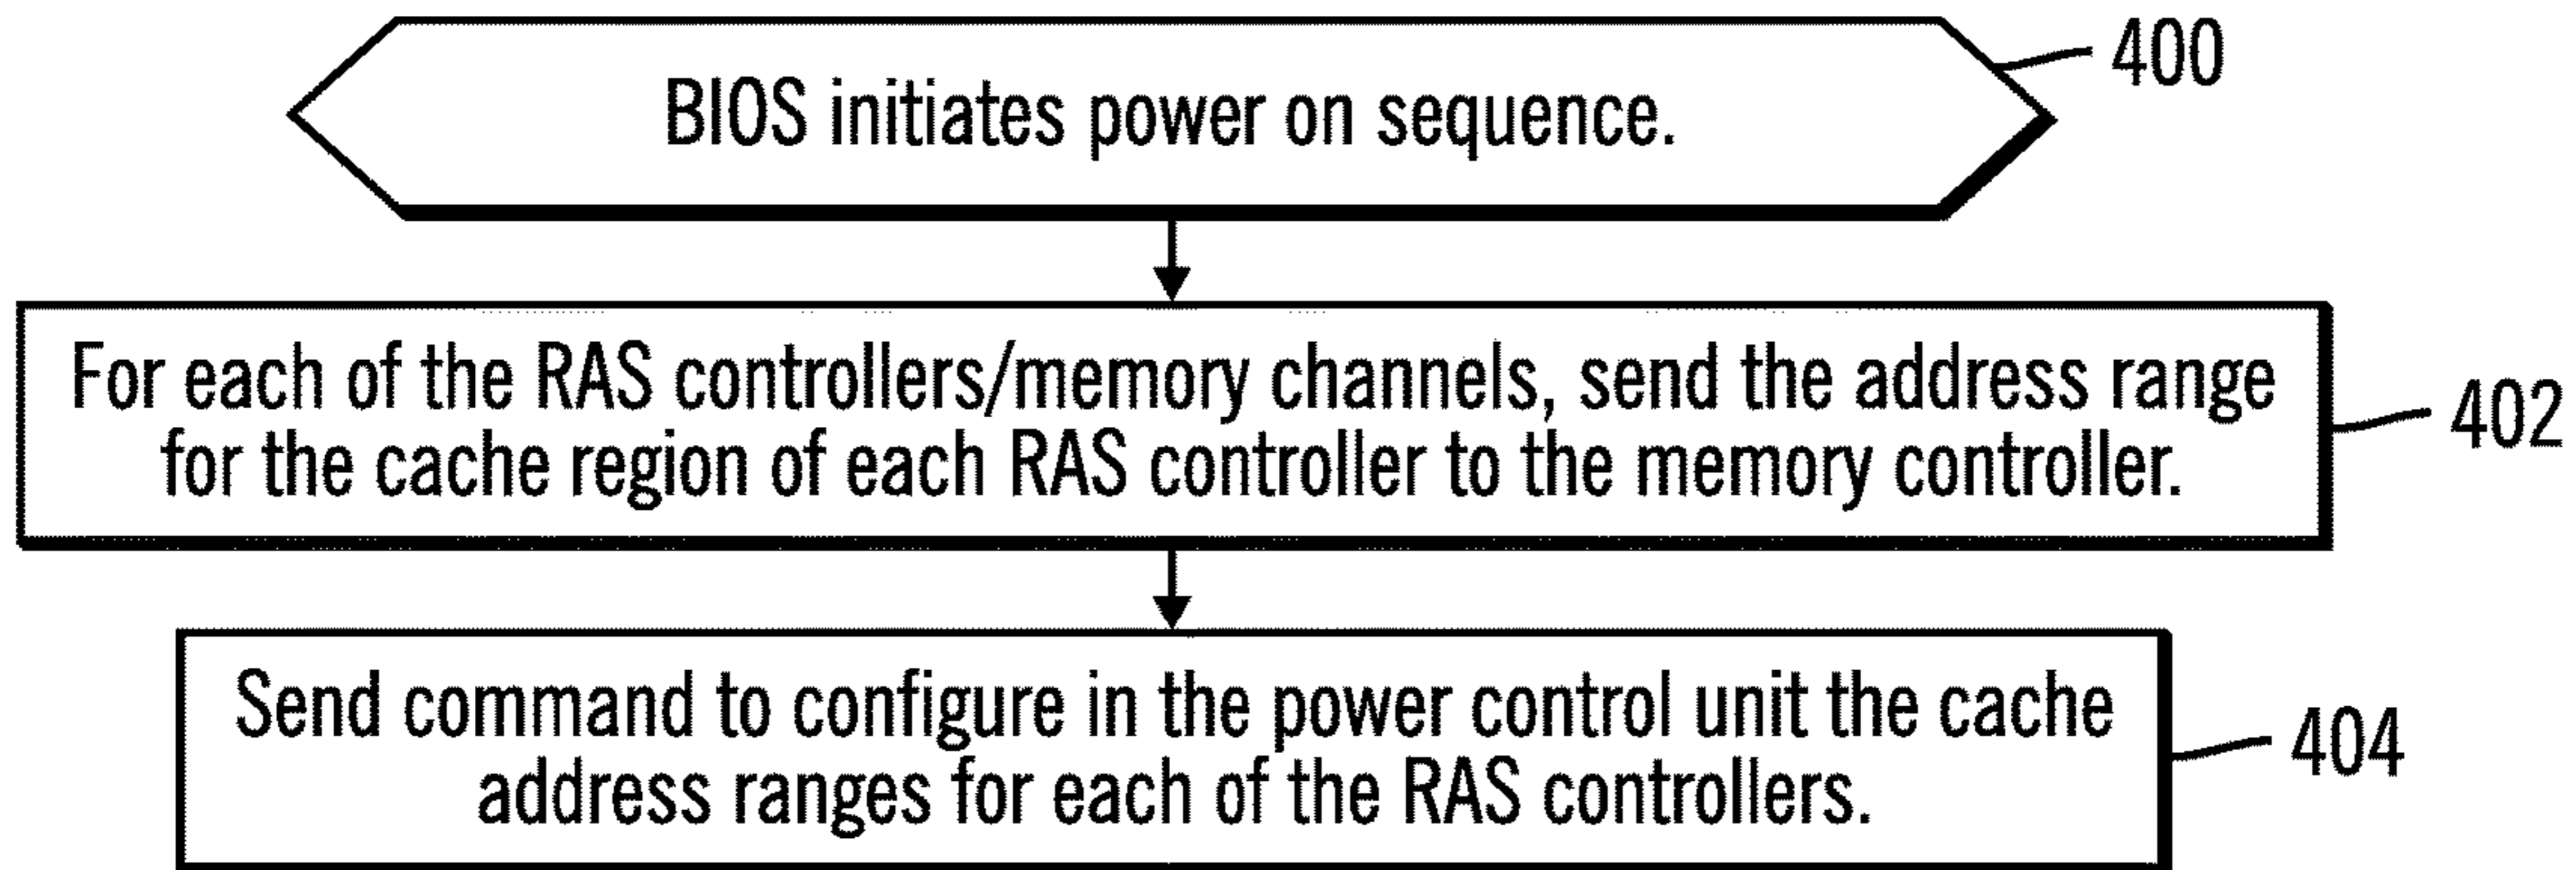 BIOS initiates power on sequence.
400
For each of the RAS controllers/memory channels, send the address range
for the cache region of each RAS controller to the memory controller.
402
Send command to configure in the power control unit the cache
address ranges for each of the RAS controllers.
404